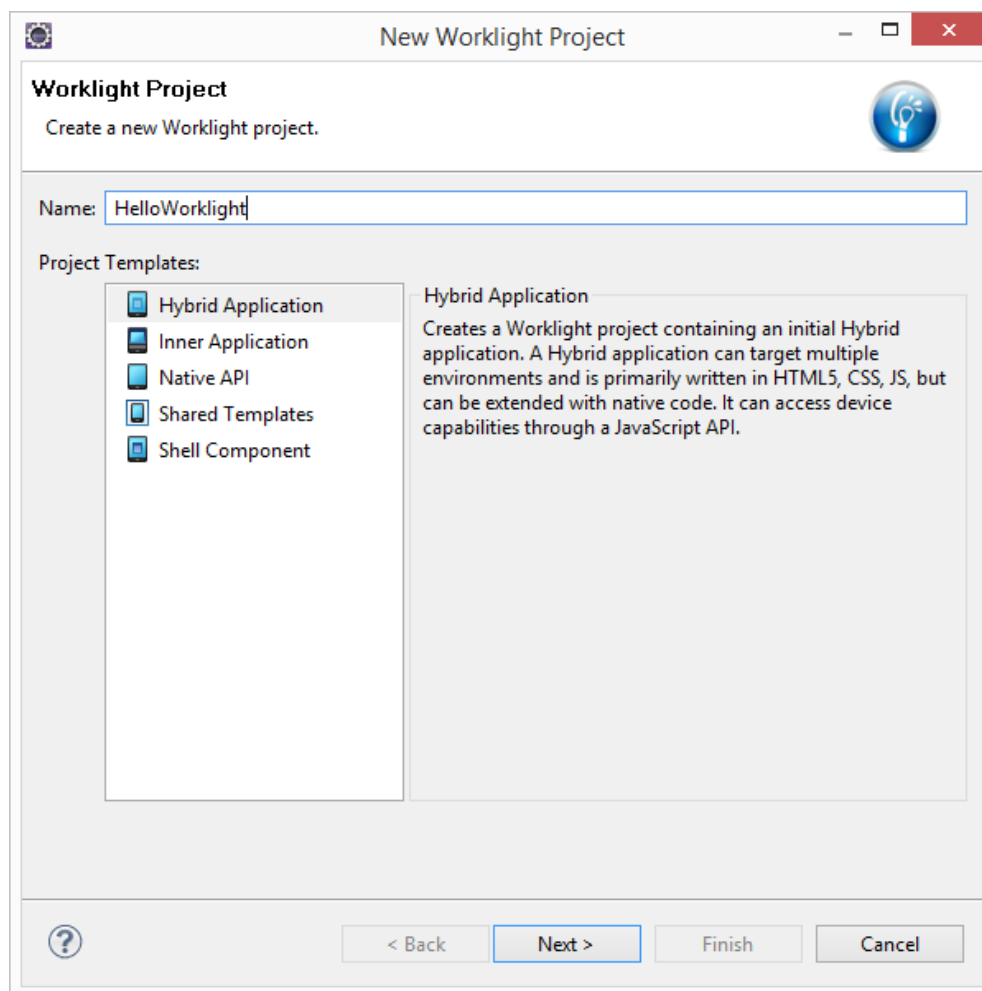 New Worklight Project
Worklight Project
Create a new Worklight project.
Name: HelloWorklight
Project Templates:
Hybrid Application
Inner Application
Native API
Shared Templates
Shell Component
Hybrid Application
Creates a Worklight project containing an initial Hybrid
application. A Hybrid application can target multiple
environments and is primarily written in HTML5, CSS, JS, but
can be extended with native code. It can access device
capabilities through a JavaScript API.
? < Back Next > Finish Cancel